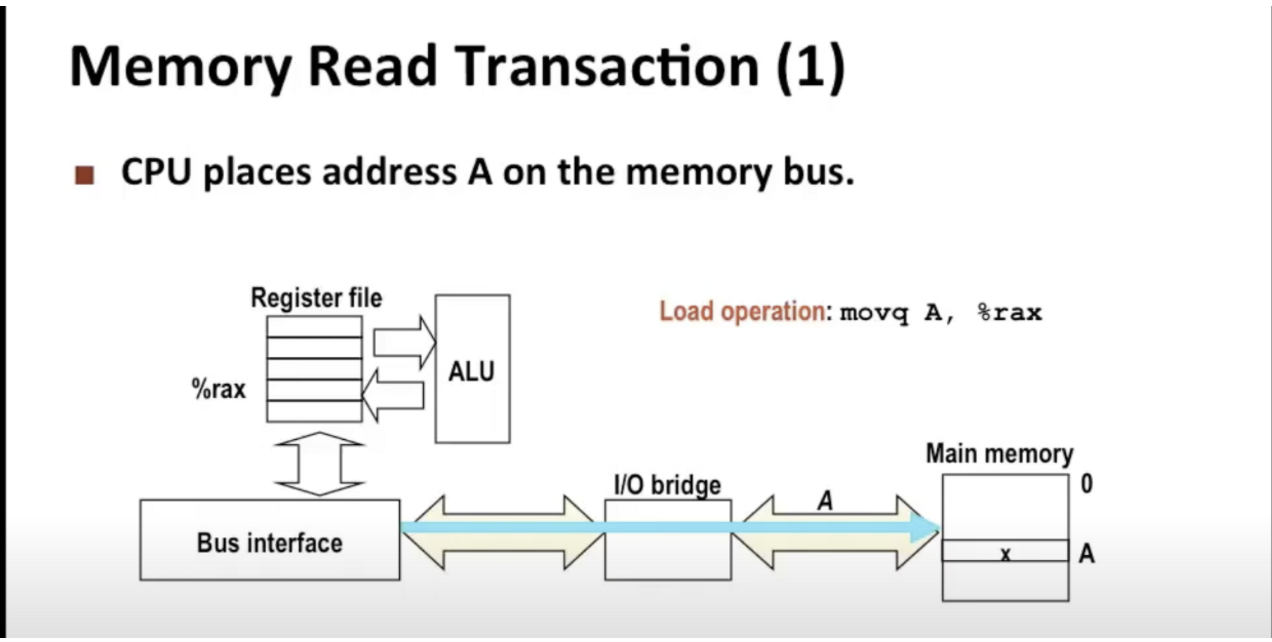 Memory Read Transaction (1)
CPU places address A on the memory bus.
Register file
Load operation: movq A, %rax
ALU
%rax
Main memory
I/O bridge
0
A
Bus interface
x
A